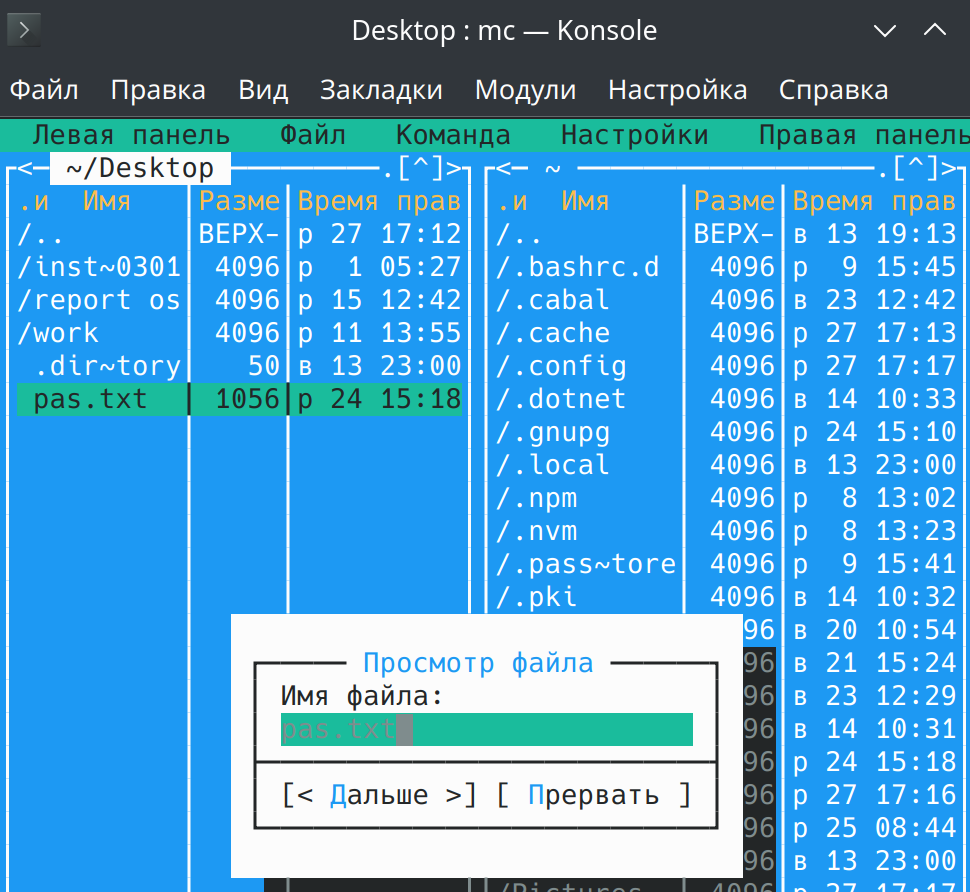 Desktop : mc — Konsole
Файл Правка Вид Закладки Модули Настройка Справка
Левая панель Файл Команда Настройки Правая панель
<─ ~/Desktop ─.[^]>
.и Имя Разме Время прав
/.. ВЕРХ- р 27 17:12
/inst~0301 4096 р 1 05:27
/report os 4096 р 15 12:42
/work 4096 р 11 13:55
.dir~tory 50 в 13 23:00
pas.txt 1056 р 24 15:18
<─ ~ ─.[^]>
.и Имя Разме Время прав
/.. ВЕРХ- в 13 19:13
/.bashrc.d 4096 р 9 15:45
/.cabal 4096 в 23 12:42
/.cache 4096 р 27 17:13
/.config 4096 р 27 17:17
/.dotnet 4096 в 14 10:33
/.gnupg 4096 р 24 15:10
/.local 4096 в 13 23:00
/.npm 4096 р 8 13:02
/.nvm 4096 р 8 13:23
/.pass~tore 4096 р 9 15:41
/.pki 4096 в 14 10:32
96 в 20 10:54
96 в 21 15:24
96 в 23 12:29
96 в 14 10:31
96 р 24 15:18
96 р 27 17:16
96 р 25 08:44
96 в 13 23:00
/Pictures 4096 р 27 17:17
Просмотр файла
Имя файла:
pas.txt
[< Дальше >] [ Прервать ]